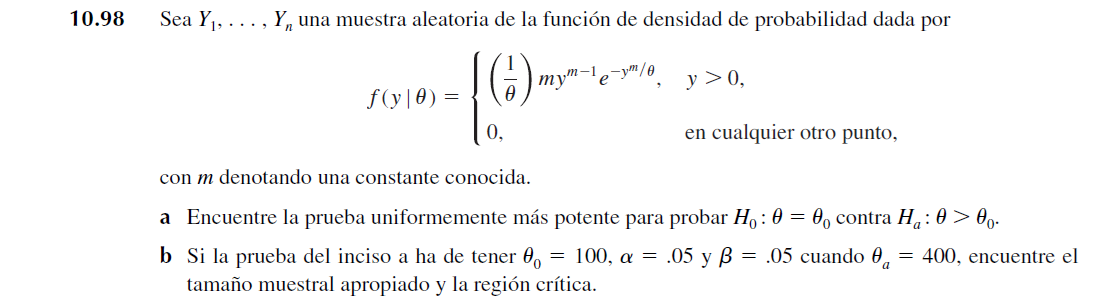 10.98 Sea Y₁, . . . , Yₙ una muestra aleatoria de la función de densidad de probabilidad dada por
f(y|θ) = { (1/θ) my^{m−1}e^{−y^m/θ}, y > 0,
0, en cualquier otro punto,
con m denotando una constante conocida.
a Encuentre la prueba uniformemente más potente para probar H₀: θ = θ₀ contra Hₐ: θ > θ₀.
b Si la prueba del inciso a ha de tener θ₀ = 100, α = .05 y β = .05 cuando θₐ = 400, encuentre el
tamaño muestral apropiado y la región crítica.